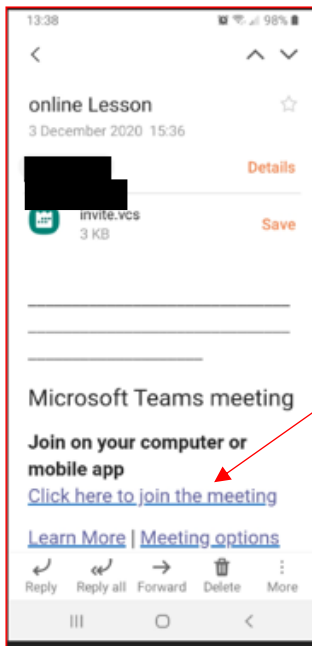 13:38 98%
online Lesson
3 December 2020 15:36
Details
invite.vcs
3 KB
Save
Microsoft Teams meeting
Join on your computer or
mobile app
Click here to join the meeting
Learn More | Meeting options
Reply Reply all Forward Delete More